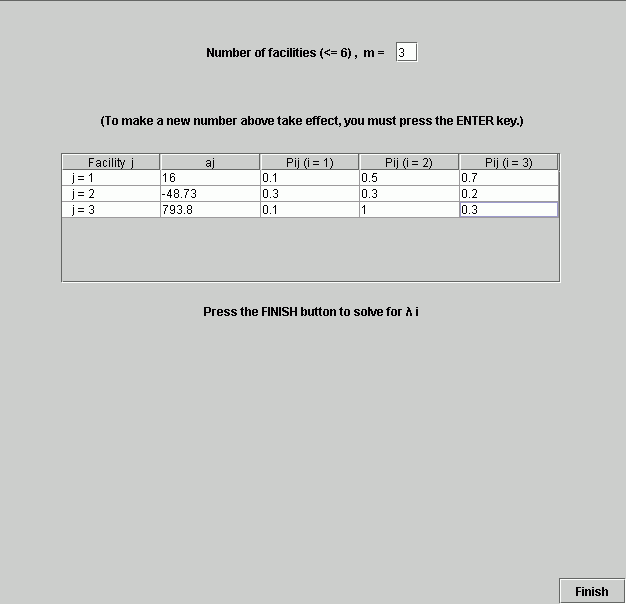 Number of facilities (<= 6) , m = 3
(To make a new number above take effect, you must press the ENTER key.)
Facility j aj Pij (i = 1) Pij (i = 2) Pij (i = 3)
j = 1 16 0.1 0.5 0.7
j = 2 -48.73 0.3 0.3 0.2
j = 3 793.8 0.1 1 0.3
Press the FINISH button to solve for λ i
Finish